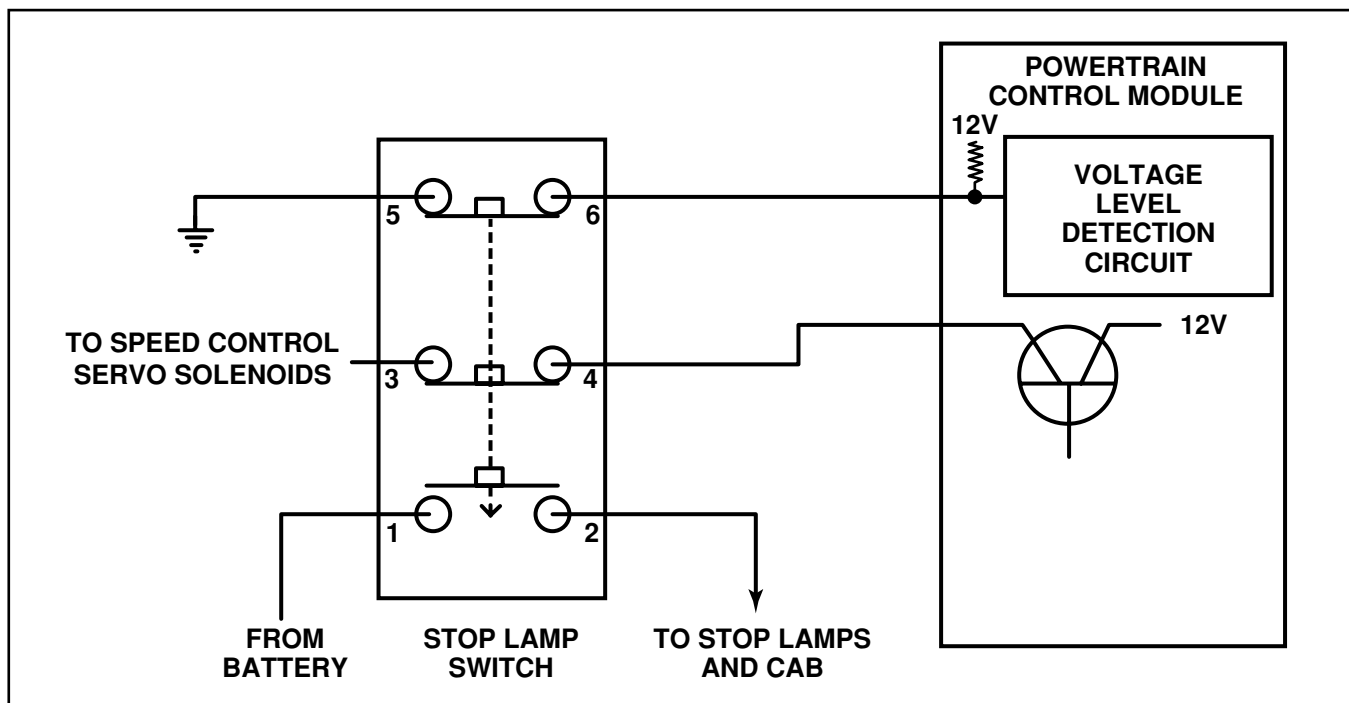 POWERTRAIN
CONTROL MODULE
12V
VOLTAGE
LEVEL
DETECTION
CIRCUIT
5
6
TO SPEED CONTROL
SERVO SOLENOIDS
3
4
12V
1
2
FROM
BATTERY
STOP LAMP
SWITCH
TO STOP LAMPS
AND CAB